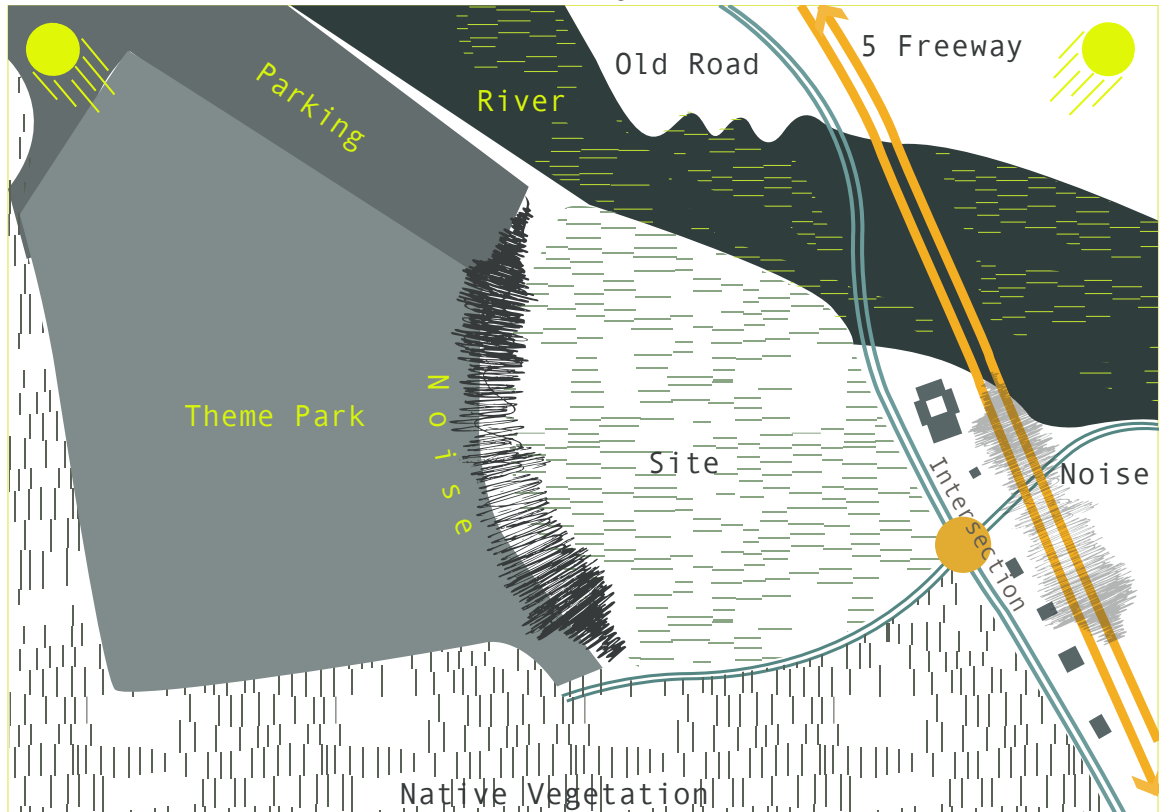 5 Freeway
Old Road
Parking
River
Theme Park
Noise
Site
Intersection
Noise
Native Vegetation